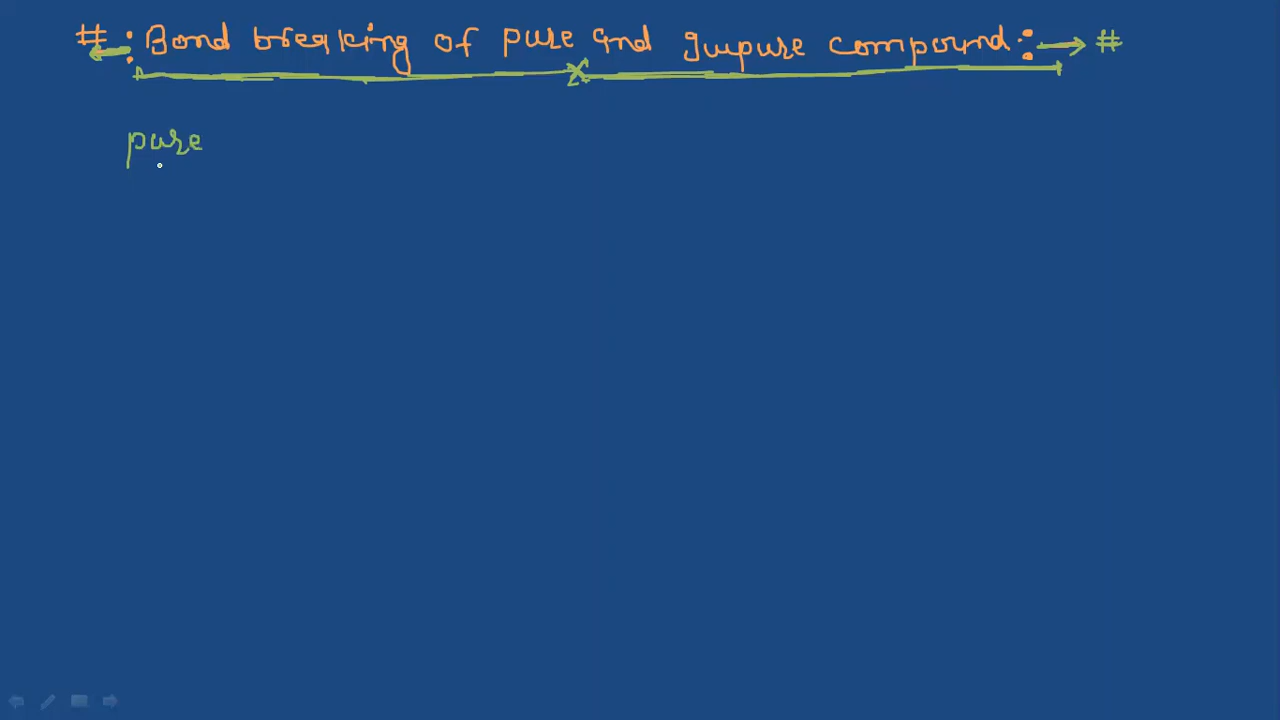 # : Bond breaking of pure and Impure compound : → #
pure